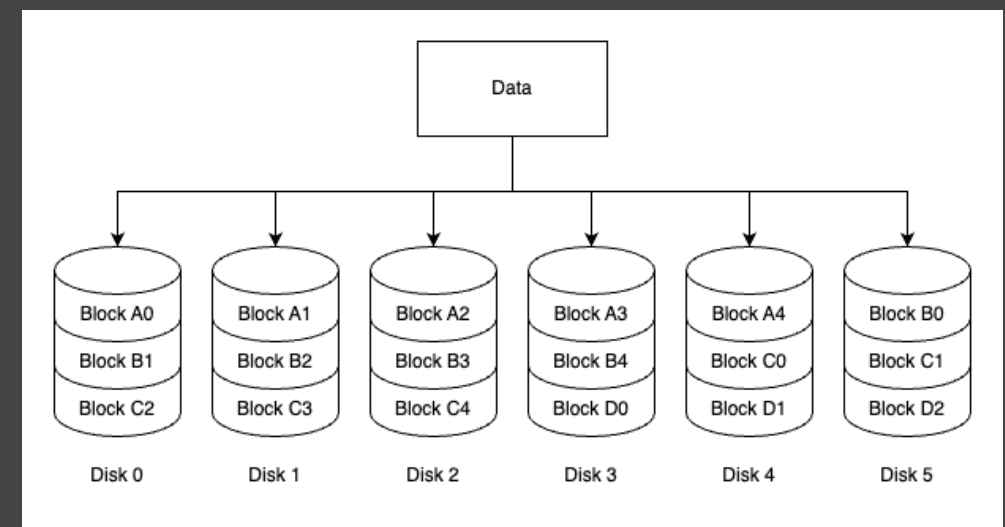 Data
Block A0
Block A1
Block A2
Block A3
Block A4
Block B0
Block B1
Block B2
Block B3
Block B4
Block C0
Block C1
Block C2
Block C3
Block C4
Block D0
Block D1
Block D2
Disk 0
Disk 1
Disk 2
Disk 3
Disk 4
Disk 5